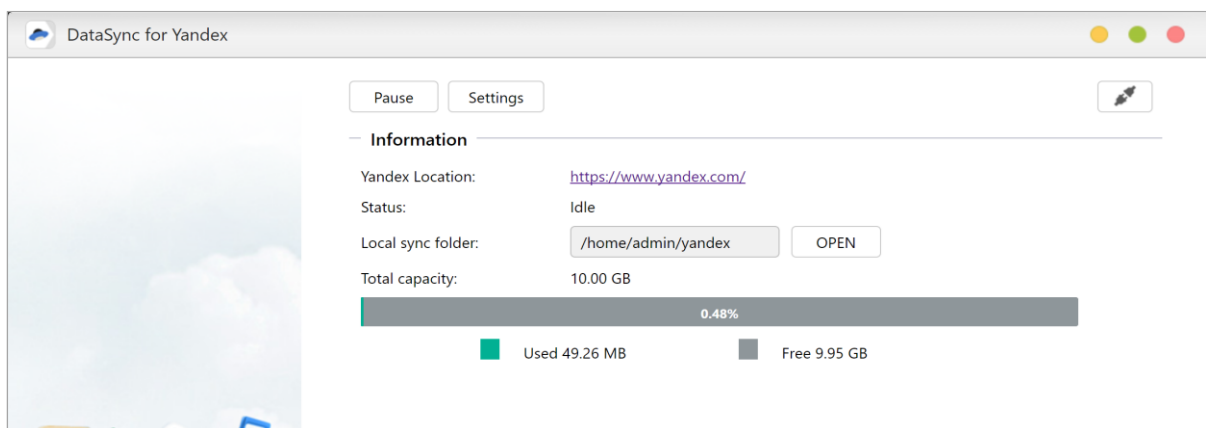 DataSync for Yandex
Pause Settings
Information
Yandex Location: https://www.yandex.com/
Status: Idle
Local sync folder: /home/admin/yandex OPEN
Total capacity: 10.00 GB
0.48%
Used 49.26 MB Free 9.95 GB